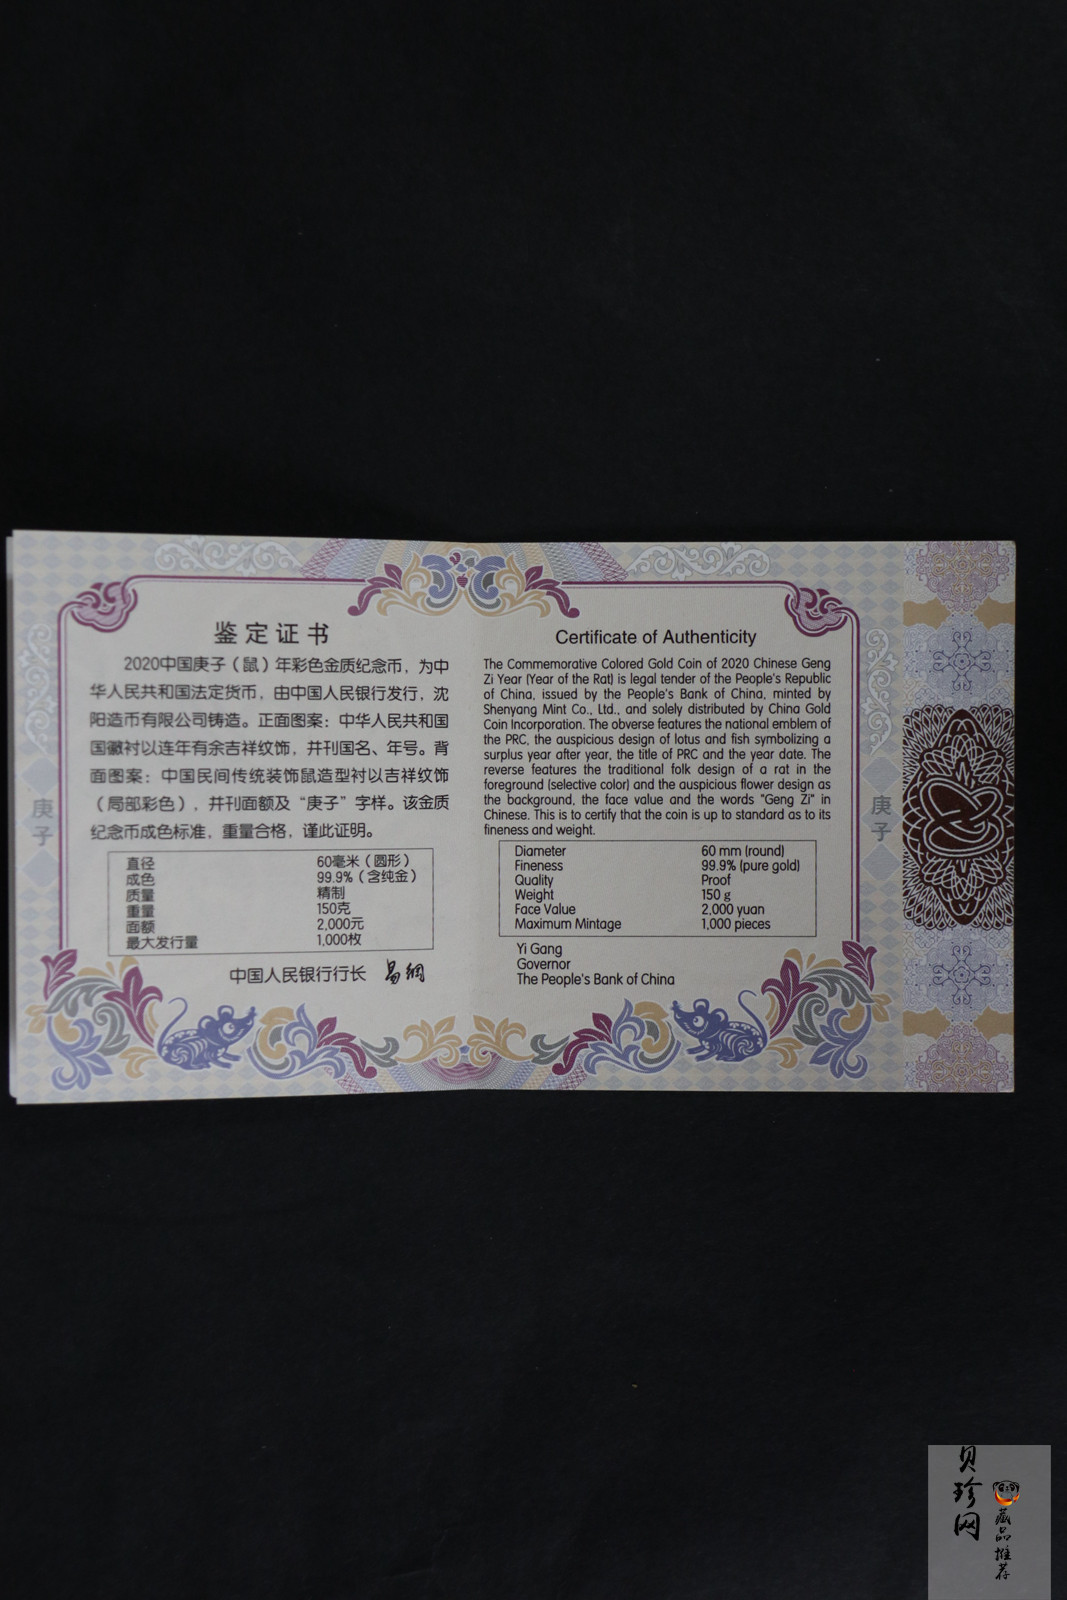 鉴定证书
2020中国庚子（鼠）年彩色金质纪念币，为中
华人民共和国法定货币，由中国人民银行发行，沈
阳造币有限公司铸造。正面图案：中华人民共和国
国徽衬以连年有余吉祥纹饰，并刊国名、年号。背
面图案：中国民间传统装饰鼠造型衬以吉祥纹饰
（局部彩色），并刊面额及“庚子”字样。该金质
纪念币成色标准，重量合格，谨此证明。
直径 60毫米（圆形）
成色 99.9%（含纯金）
质量 精制
重量 150克
面额 2,000元
最大发行量 1,000枚
中国人民银行行长 易纲
庚子
Certificate of Authenticity
The Commemorative Colored Gold Coin of 2020 Chinese Geng
Zi Year (Year of the Rat) is legal tender of the People's Republic
of China, issued by the People's Bank of China, minted by
Shenyang Mint Co., Ltd., and solely distributed by China Gold
Coin Incorporation. The obverse features the national emblem of
the PRC, the auspicious design of lotus and fish symbolizing a
surplus year after year, the title of PRC and the year date. The
reverse features the traditional folk design of a rat in the
foreground (selective color) and the auspicious flower design as
the background, the face value and the words "Geng Zi" in
Chinese. This is to certify that the coin is up to standard as to its
fineness and weight.
Diameter 60 mm (round)
Fineness 99.9% (pure gold)
Quality Proof
Weight 150 g
Face Value 2,000 yuan
Maximum Mintage 1,000 pieces
Yi Gang
Governor
The People's Bank of China
庚子
贝珍网
藏品推荐